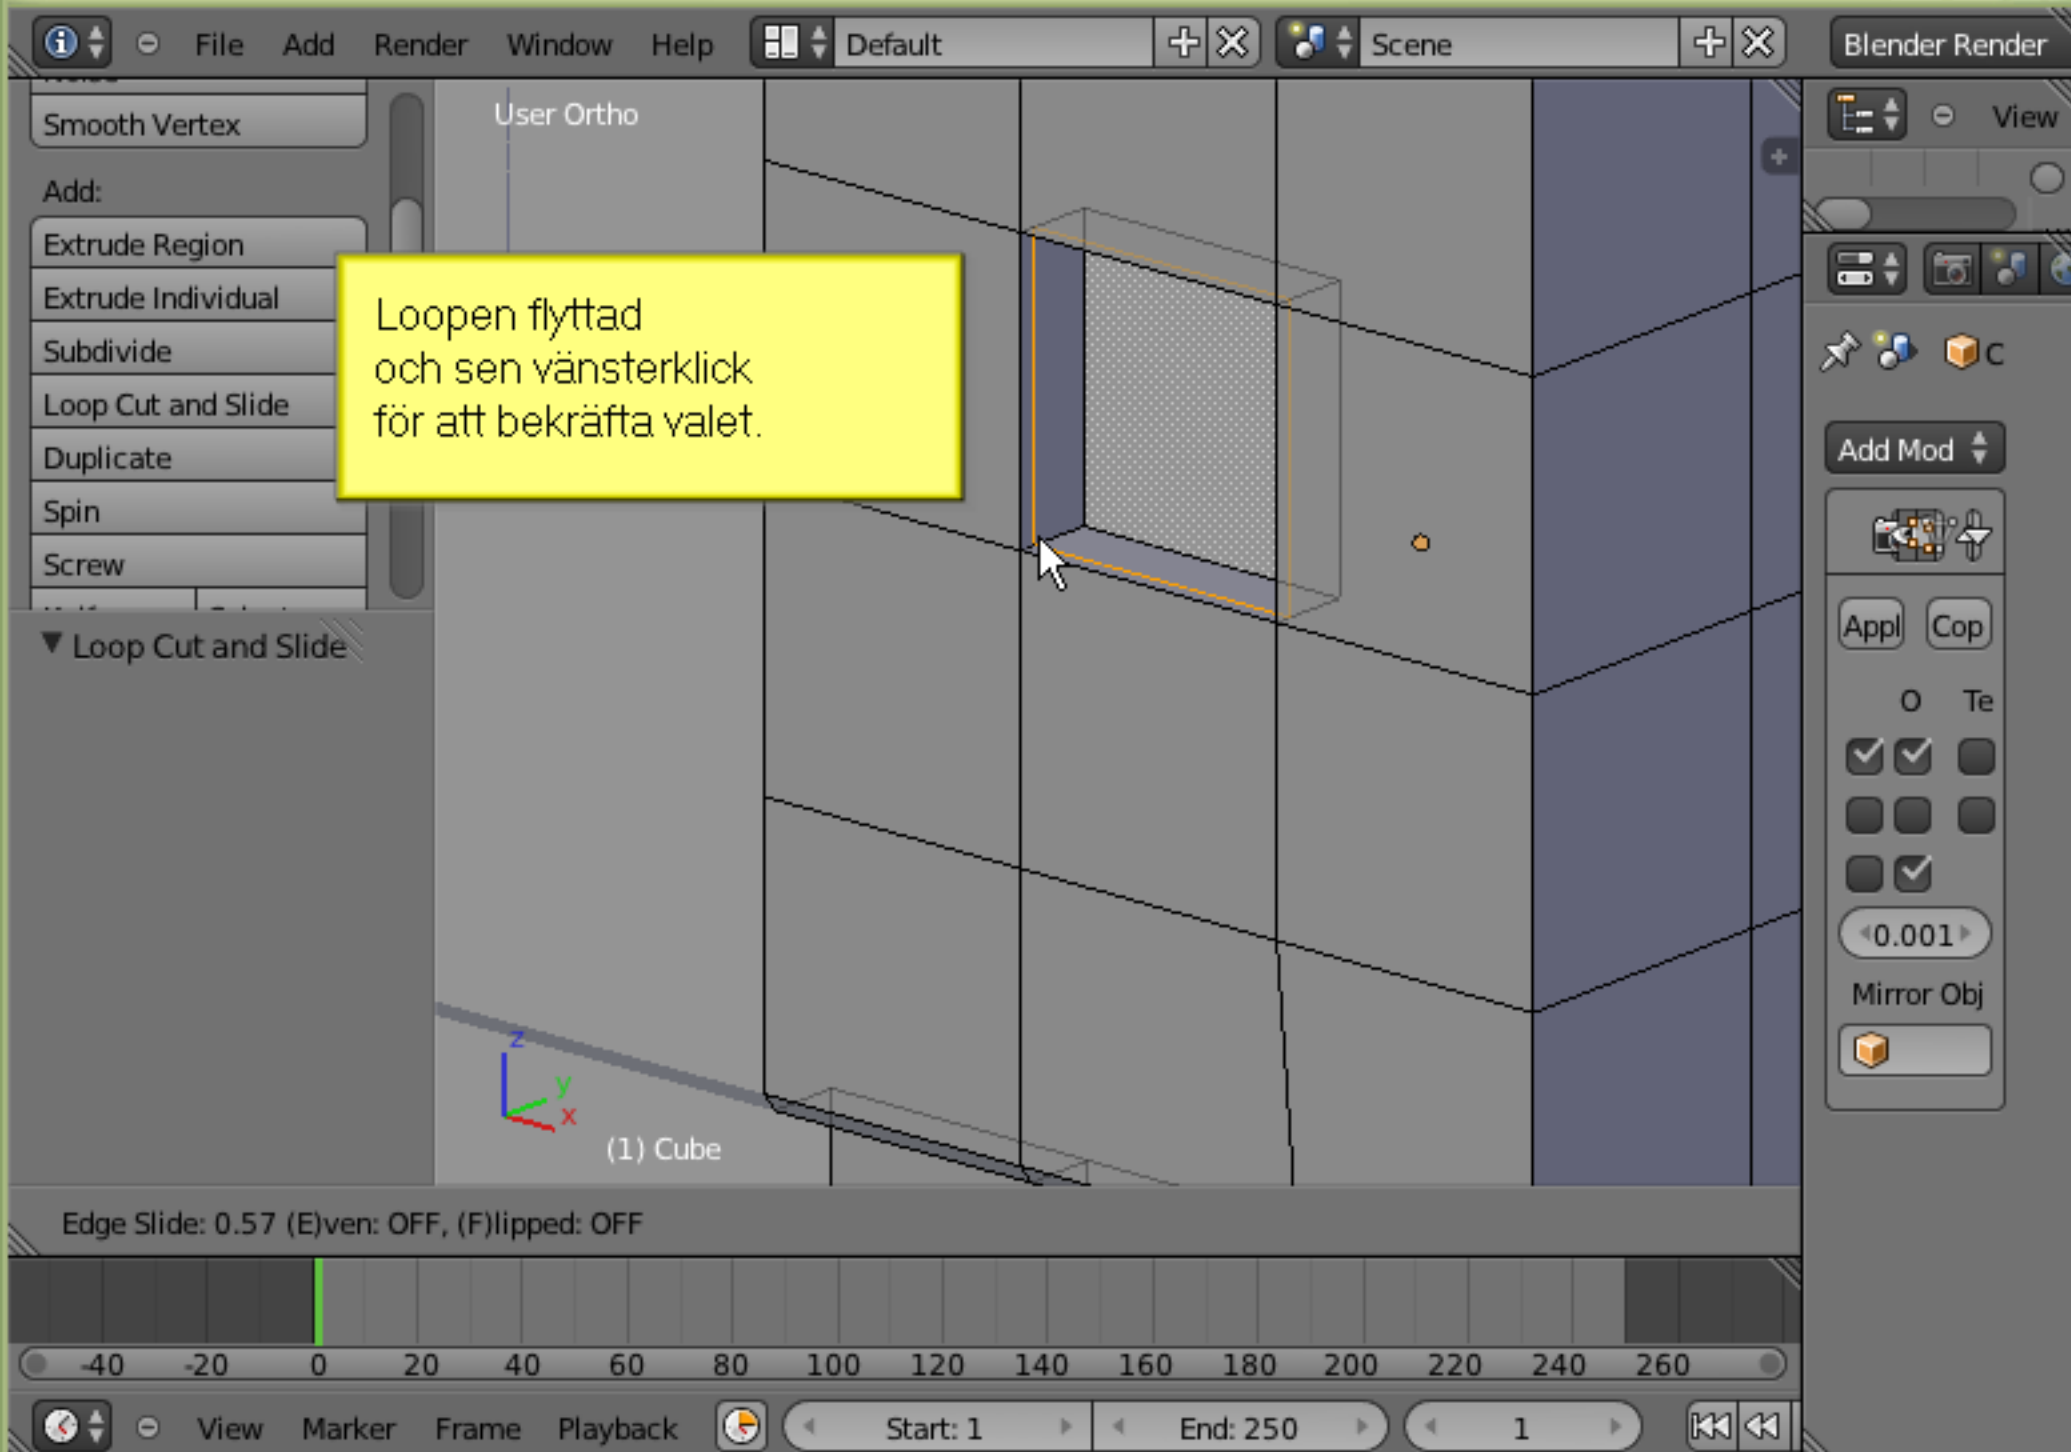 File Add Render Window Help Default Scene Blender Render
Smooth Vertex
Add:
Extrude Region
Extrude Individual
Subdivide
Loop Cut and Slide
Duplicate
Spin
Screw
Loop Cut and Slide
User Ortho
Loopen flyttad
och sen vänsterklick
för att bekräfta valet.
z
y
x
(1) Cube
View
C
Add Mod
Appl Cop
O Te
0.001
Mirror Obj
Edge Slide: 0.57 (E)ven: OFF, (F)lipped: OFF
-40 -20 0 20 40 60 80 100 120 140 160 180 200 220 240 260
View Marker Frame Playback Start: 1 End: 250 1